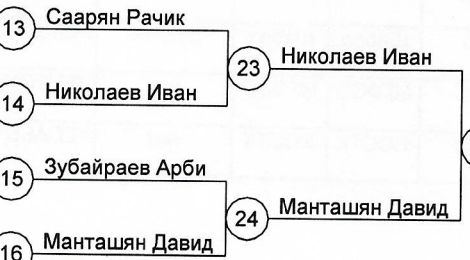 13 Саарян Рачик
23 Николаев Иван
14 Николаев Иван
15 Зубайраев Арби
24 Манташян Давид
16 Манташян Давид